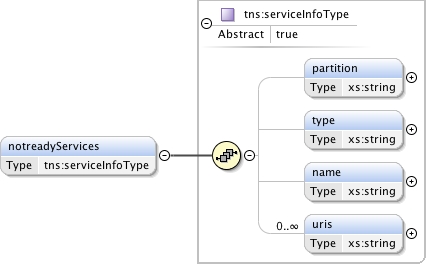 tns:serviceInfoType
Abstract true
partition
Type xs:string
type
Type xs:string
notreadyServices
Type tns:serviceInfoType
name
Type xs:string
0..∞
uris
Type xs:string